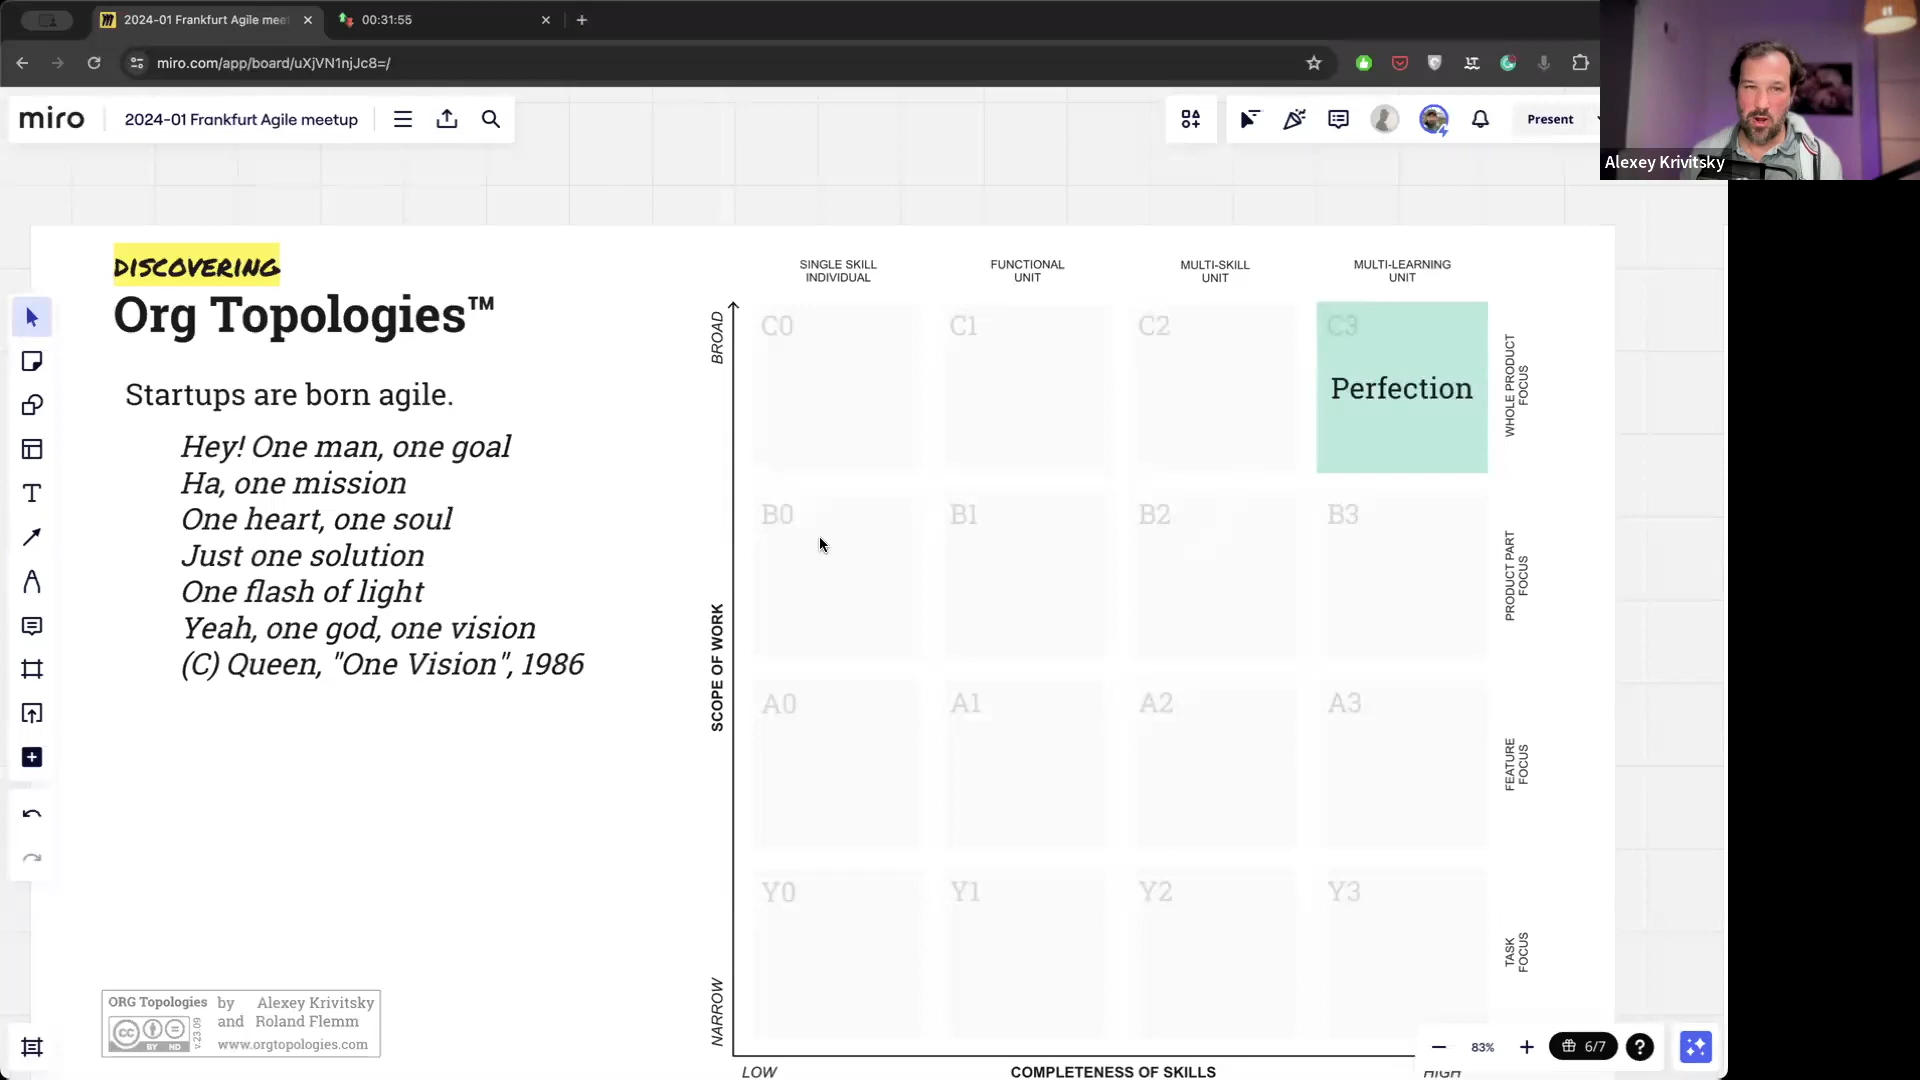 2024-01 Frankfurt Agile mee
00:31:55
miro.com/app/board/uXjVN1njJc8=/
miro
2024-01 Frankfurt Agile meetup
Present
Alexey Krivitsky
DISCOVERING
Org Topologies™
Startups are born agile.
Hey! One man, one goal
Ha, one mission
One heart, one soul
Just one solution
One flash of light
Yeah, one god, one vision
(C) Queen, "One Vision", 1986
SINGLE SKILL
INDIVIDUAL
FUNCTIONAL
UNIT
MULTI-SKILL
UNIT
MULTI-LEARNING
UNIT
BROAD
SCOPE OF WORK
NARROW
C0
C1
C2
C3
Perfection
WHOLE PRODUCT
FOCUS
B0
B1
B2
B3
PRODUCT PART
FOCUS
A0
A1
A2
A3
FEATURE
FOCUS
Y0
Y1
Y2
Y3
TASK
FOCUS
LOW
COMPLETENESS OF SKILLS
HIGH
ORG Topologies by Alexey Krivitsky
and Roland Flemm
www.orgtopologies.com
CC BY ND
v.23.09
83%
6/7